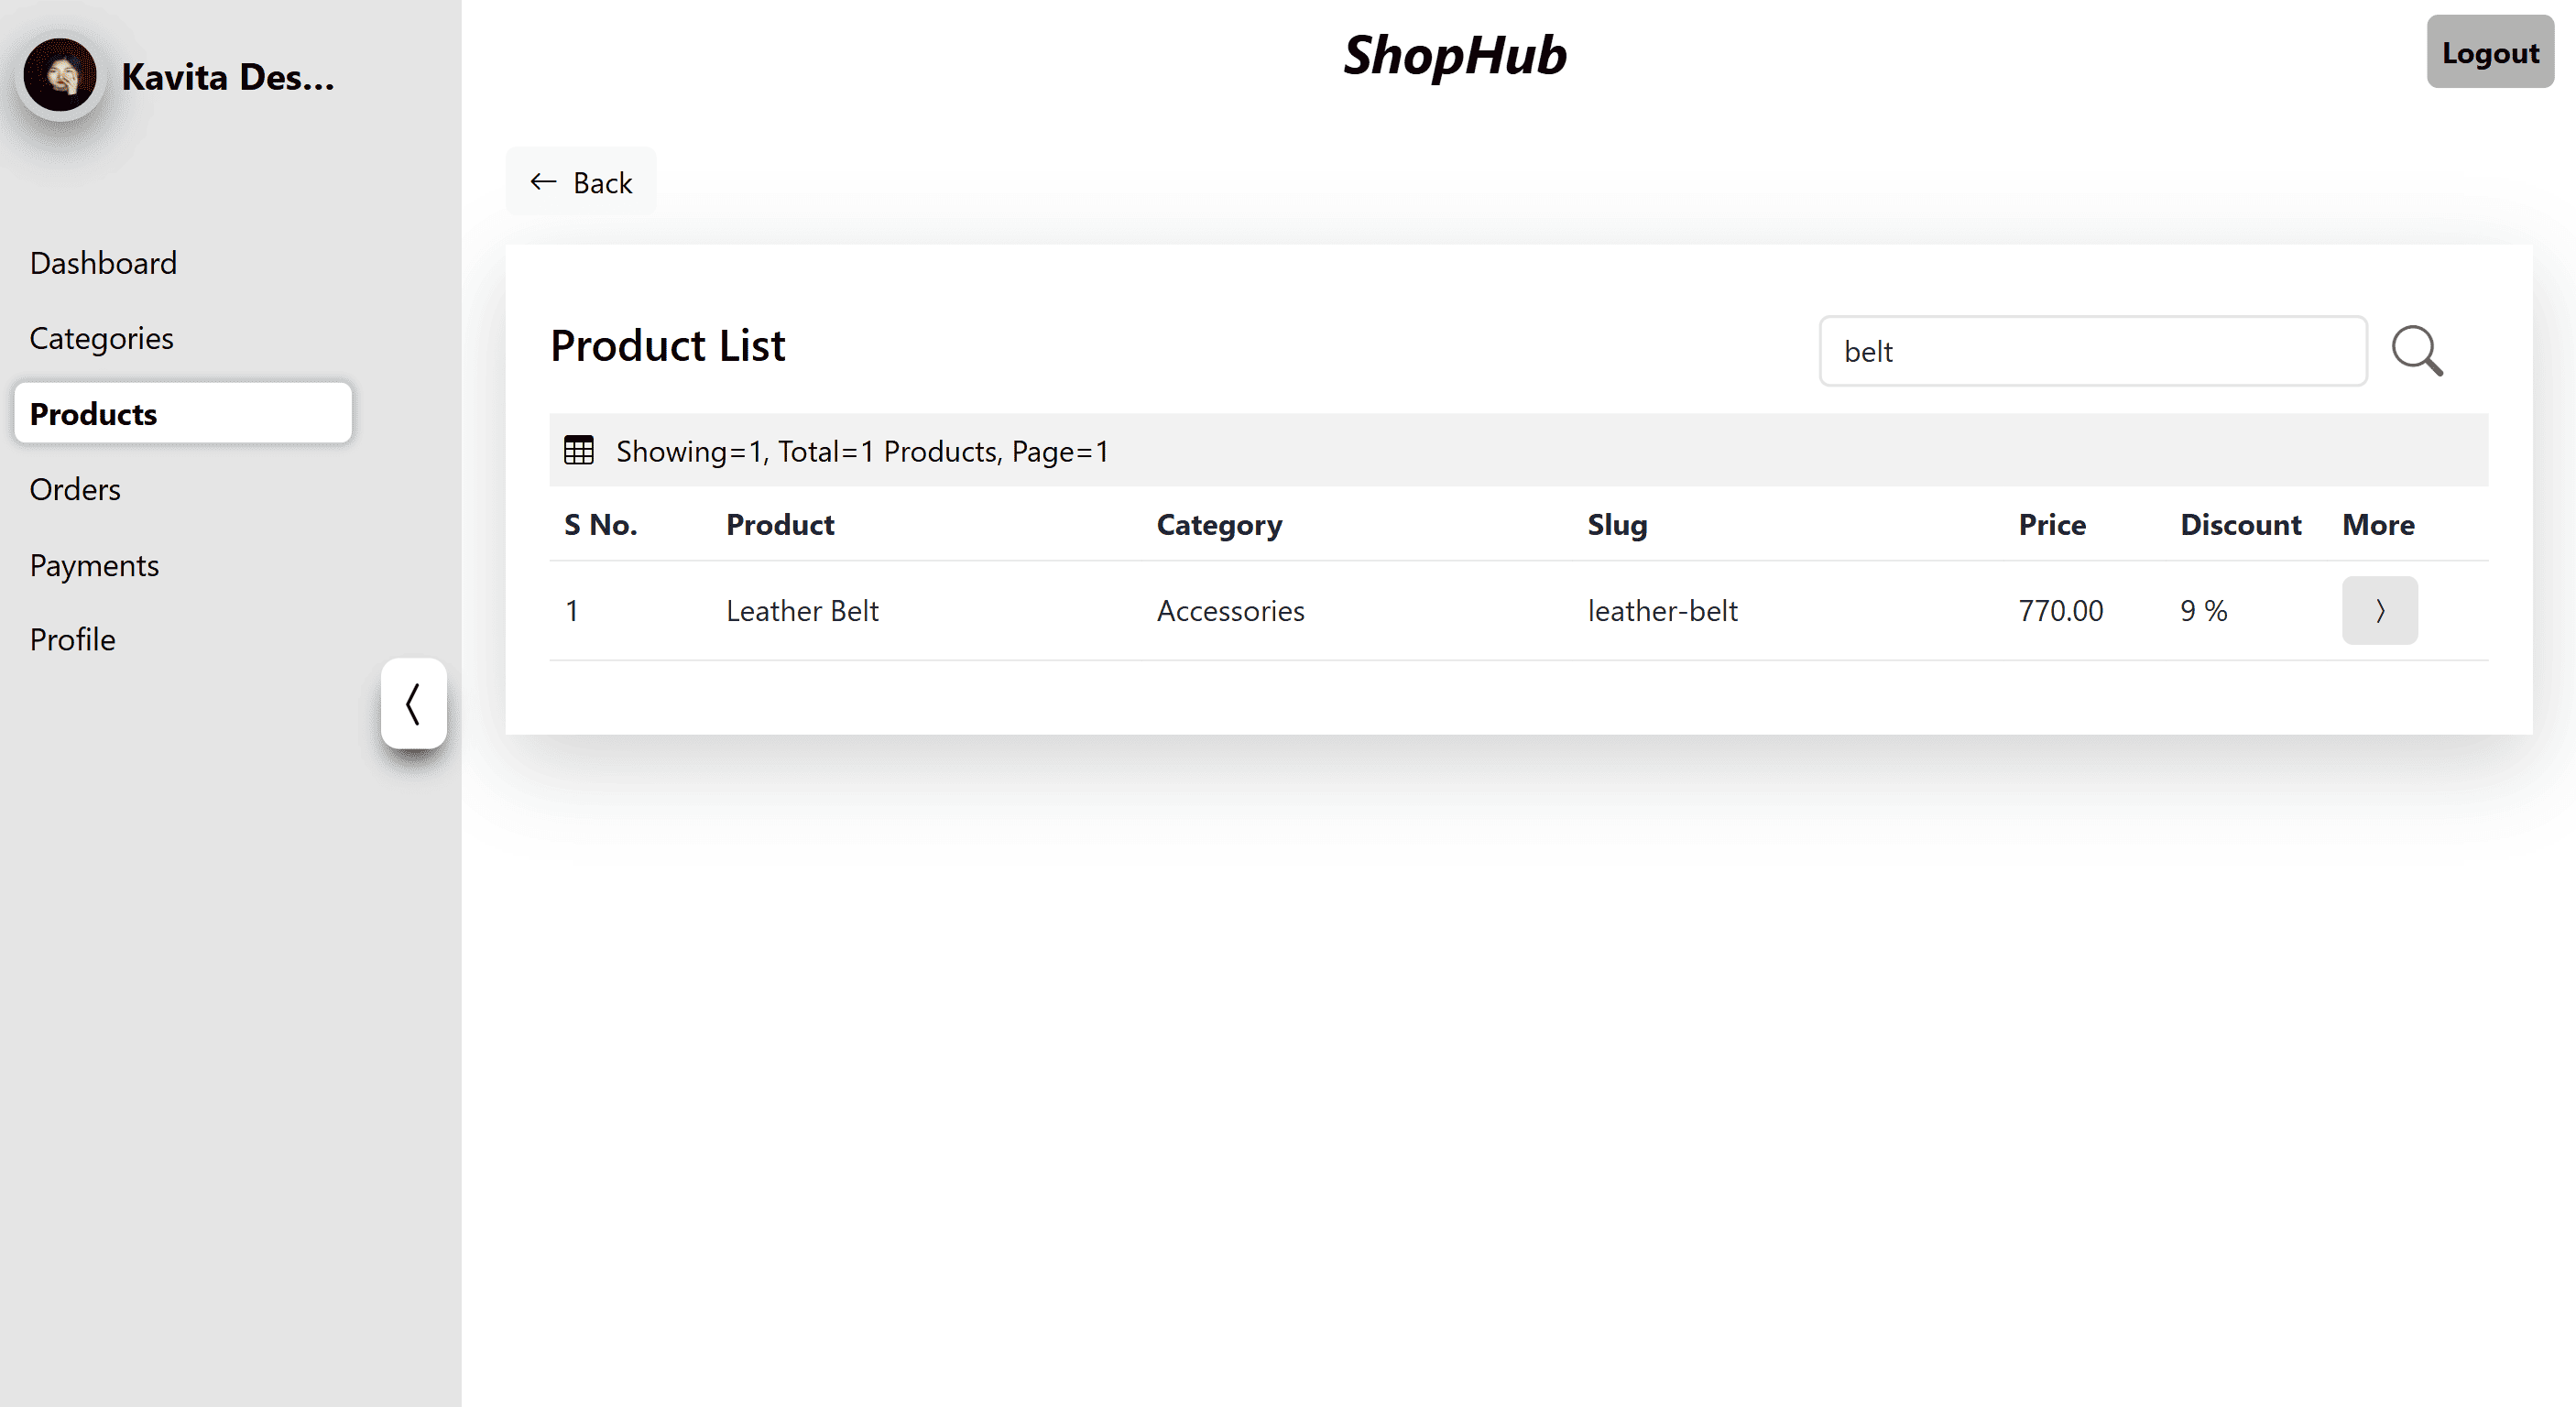 Kavita Des...
ShopHub
Logout
← Back
Dashboard
Categories
Products
Orders
Payments
Profile
Product List
belt
Showing=1, Total=1 Products, Page=1
S No. Product Category Slug Price Discount More
1 Leather Belt Accessories leather-belt 770.00 9 %